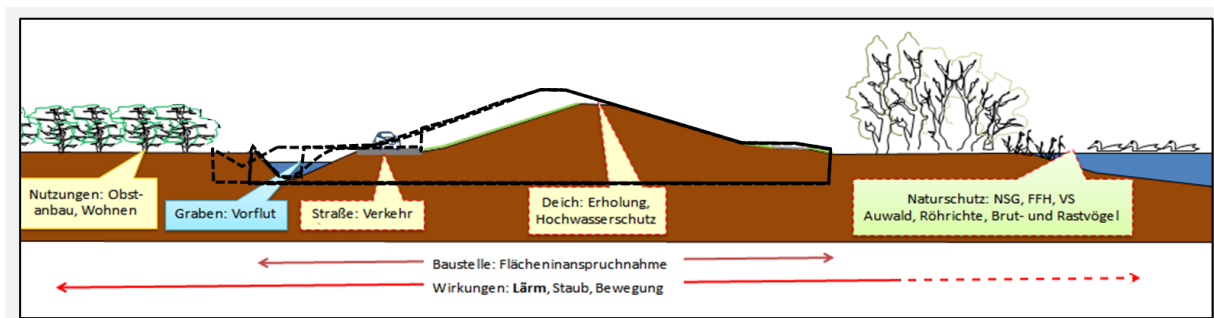 Nutzungen: Obst-
anbau, Wohnen
Graben: Vorflut
Straße: Verkehr
Deich: Erholung,
Hochwasserschutz
Naturschutz: NSG, FFH, VS
Auwald, Röhrichte, Brut- und Rastvögel
Baustelle: Flächeninanspruchnahme
Wirkungen: Lärm, Staub, Bewegung